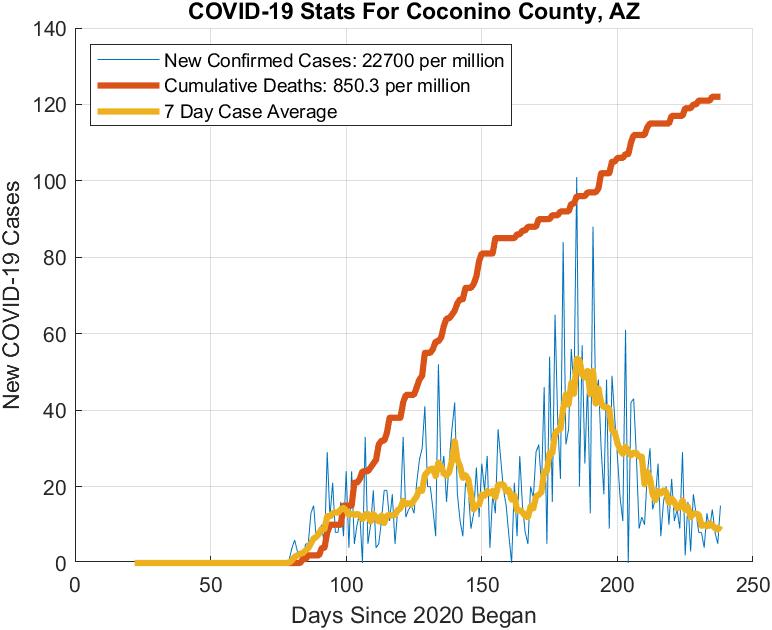 COVID-19 Stats For Coconino County, AZ
New Confirmed Cases: 22700 per million
Cumulative Deaths: 850.3 per million
7 Day Case Average
140
120
100
80
60
40
20
0
New COVID-19 Cases
0 50 100 150 200 250
Days Since 2020 Began